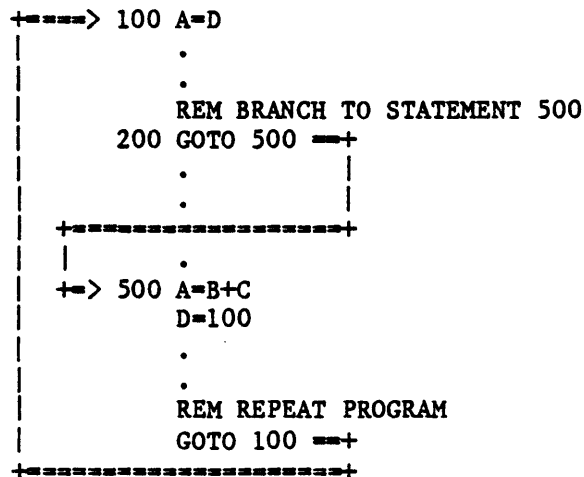 +====> 100 A=D
.
.
REM BRANCH TO STATEMENT 500
200 GOTO 500 ==+
.
.
+===================+
.
+=> 500 A=B+C
D=100
.
.
REM REPEAT PROGRAM
GOTO 100 ==+
+======================+